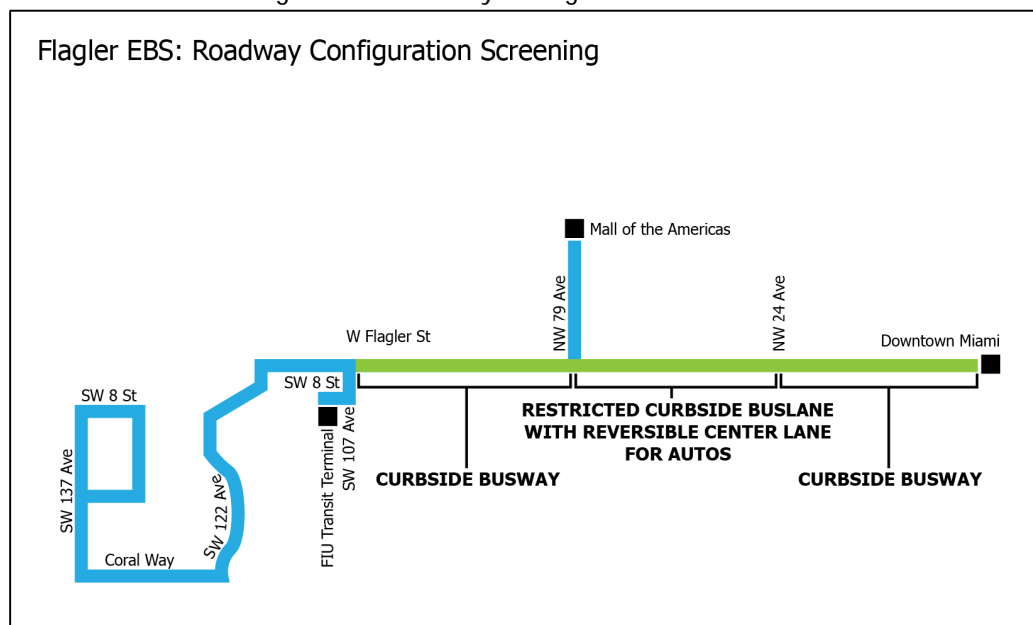 Flagler EBS: Roadway Configuration Screening
Mall of the Americas
NW 79 Ave
NW 24 Ave
W Flagler St
Downtown Miami
SW 8 St
SW 8 St
SW 137 Ave
SW 122 Ave
FIU Transit Terminal
SW 107 Ave
Coral Way
RESTRICTED CURBSIDE BUSLANE
WITH REVERSIBLE CENTER LANE
FOR AUTOS
CURBSIDE BUSWAY
CURBSIDE BUSWAY